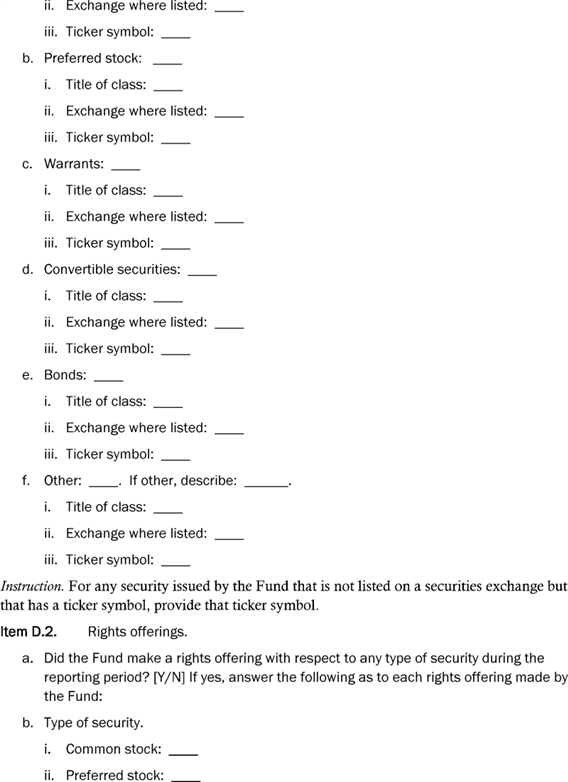 ii. Exchange where listed: ____
iii. Ticker symbol: ____
b. Preferred stock: ____
i. Title of class: ____
ii. Exchange where listed: ____
iii. Ticker symbol: ____
c. Warrants: ____
i. Title of class: ____
ii. Exchange where listed: ____
iii. Ticker symbol: ____
d. Convertible securities: ____
i. Title of class: ____
ii. Exchange where listed: ____
iii. Ticker symbol: ____
e. Bonds: ____
i. Title of class: ____
ii. Exchange where listed: ____
iii. Ticker symbol: ____
f. Other: ____. If other, describe: ______.
i. Title of class: ____
ii. Exchange where listed: ____
iii. Ticker symbol: ____
Instruction. For any security issued by the Fund that is not listed on a securities exchange but
that has a ticker symbol, provide that ticker symbol.
Item D.2. Rights offerings.
a. Did the Fund make a rights offering with respect to any type of security during the
reporting period? [Y/N] If yes, answer the following as to each rights offering made by
the Fund:
b. Type of security.
i. Common stock: ____
ii. Preferred stock: ____